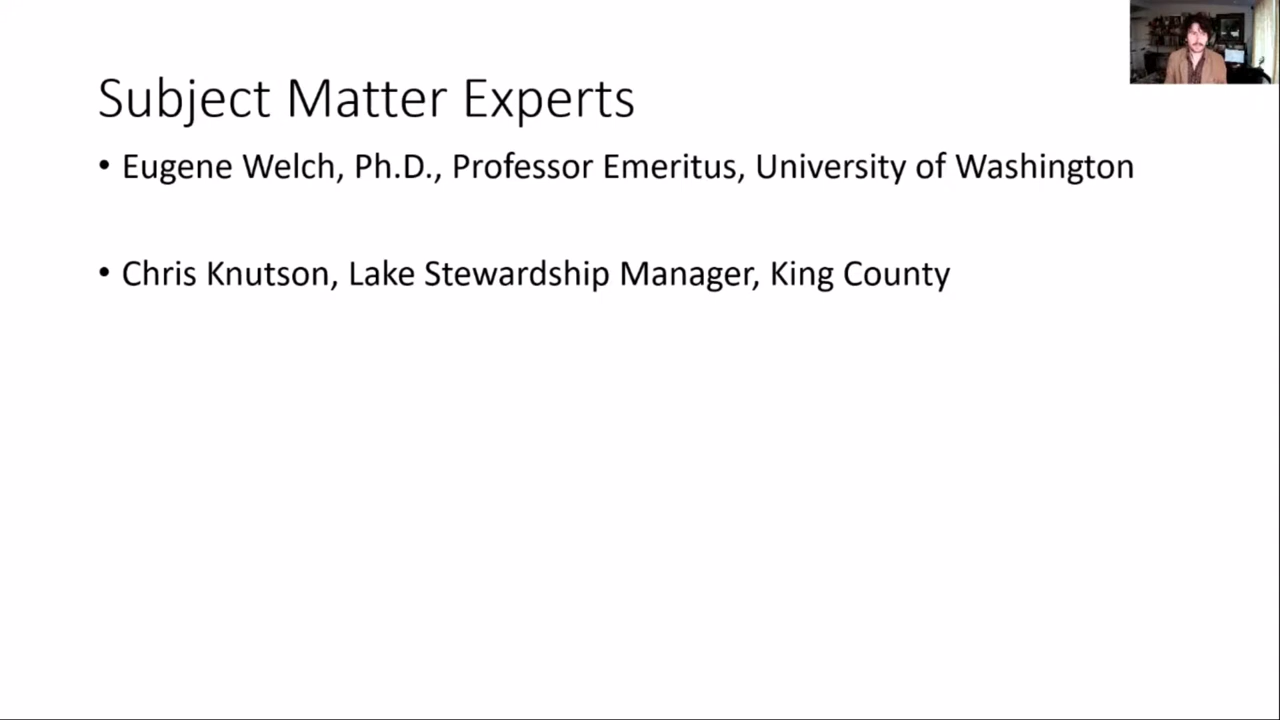 Subject Matter Experts
• Eugene Welch, Ph.D., Professor Emeritus, University of Washington
• Chris Knutson, Lake Stewardship Manager, King County